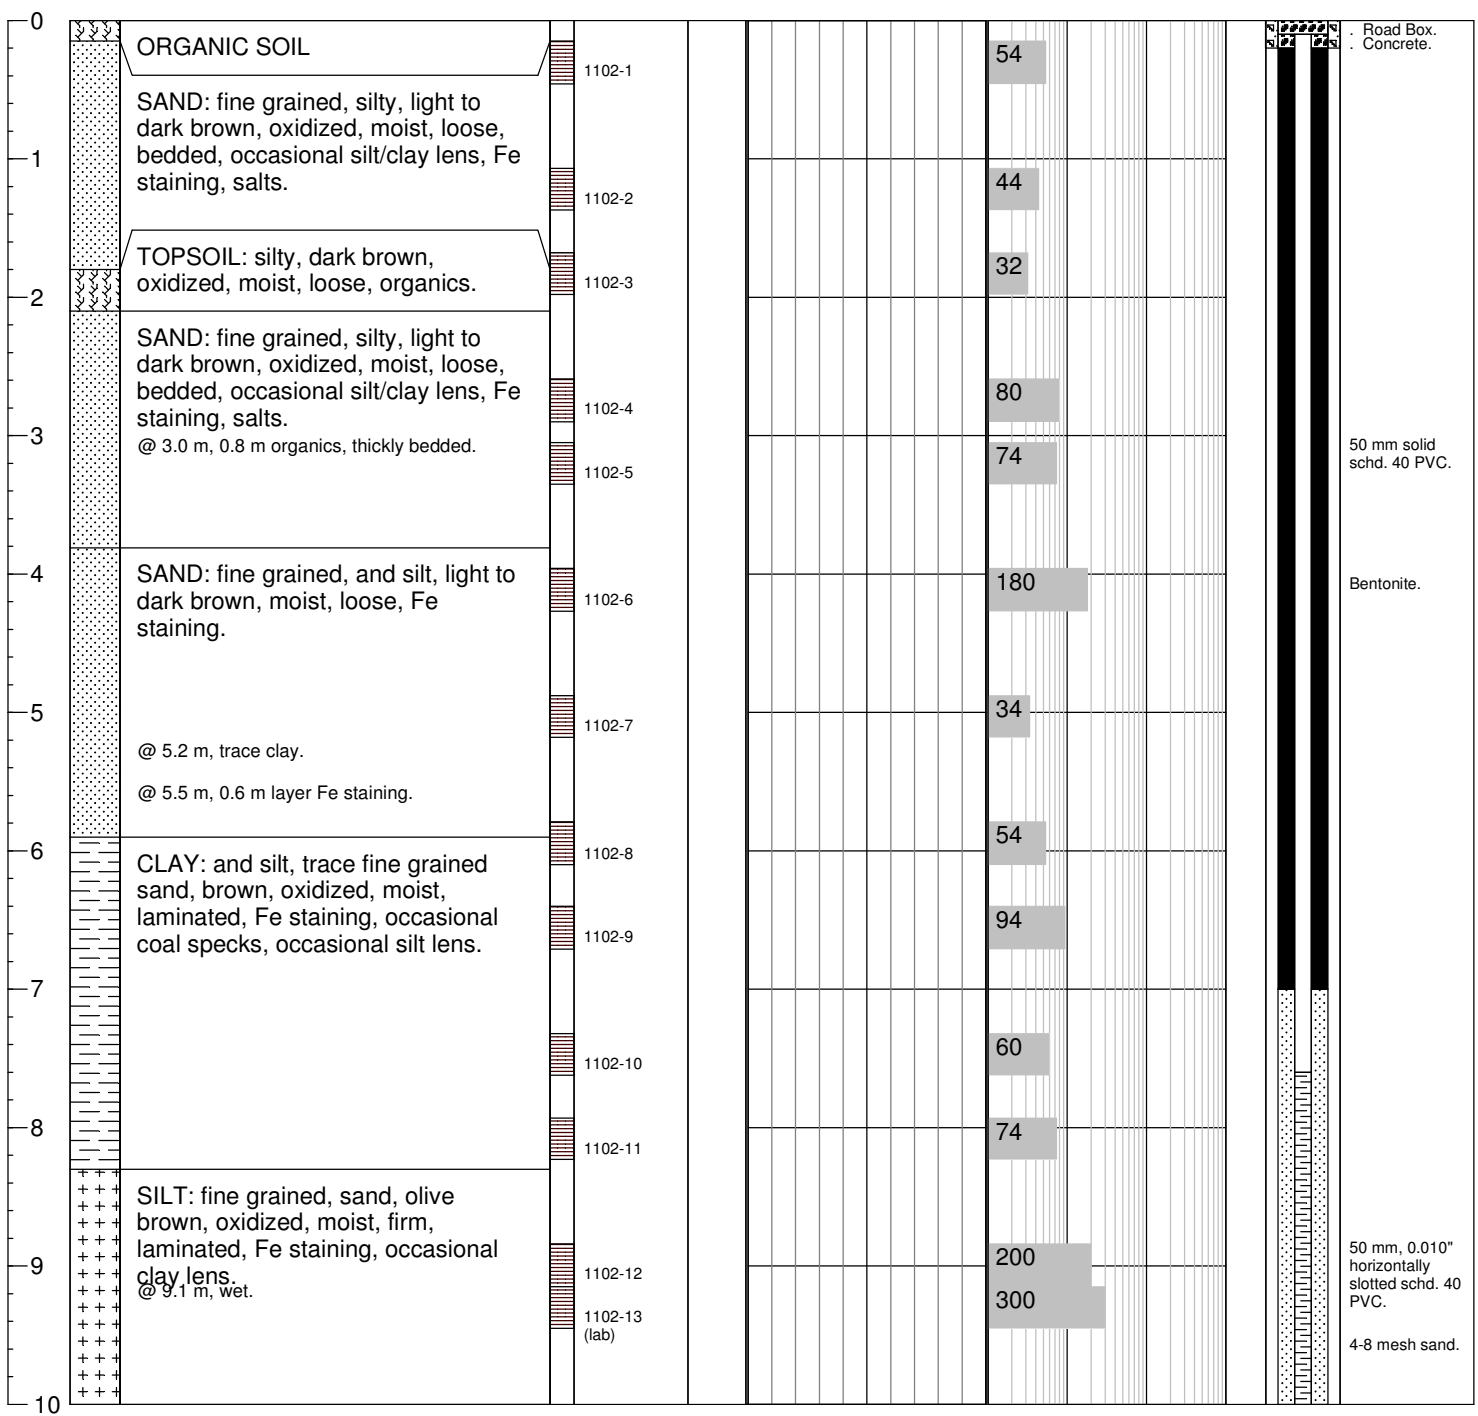 0
ORGANIC SOIL
1102-1
54
. Road Box.
. Concrete.
SAND: fine grained, silty, light to
dark brown, oxidized, moist, loose,
bedded, occasional silt/clay lens, Fe
staining, salts.
1
1102-2
44
TOPSOIL: silty, dark brown,
oxidized, moist, loose, organics.
1102-3
32
2
SAND: fine grained, silty, light to
dark brown, oxidized, moist, loose,
bedded, occasional silt/clay lens, Fe
staining, salts.
1102-4
80
3
@ 3.0 m, 0.8 m organics, thickly bedded.
1102-5
74
50 mm solid
schd. 40 PVC.
4
SAND: fine grained, and silt, light to
dark brown, moist, loose, Fe
staining.
1102-6
180
Bentonite.
5
1102-7
34
@ 5.2 m, trace clay.
@ 5.5 m, 0.6 m layer Fe staining.
6
1102-8
54
CLAY: and silt, trace fine grained
sand, brown, oxidized, moist,
laminated, Fe staining, occasional
coal specks, occasional silt lens.
1102-9
94
7
1102-10
60
8
1102-11
74
SILT: fine grained, sand, olive
brown, oxidized, moist, firm,
laminated, Fe staining, occasional
clay lens.
9
@ 9.1 m, wet.
1102-12
200
1102-13
(lab)
300
50 mm, 0.010"
horizontally
slotted schd. 40
PVC.
4-8 mesh sand.
10